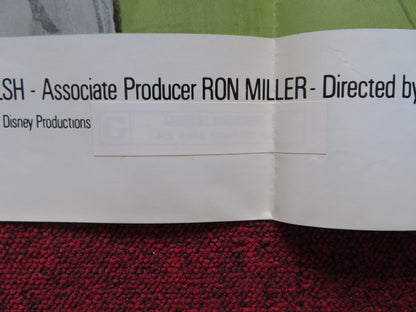 LSH - Associate Producer RON MILLER - Directed by
Disney Productions
G